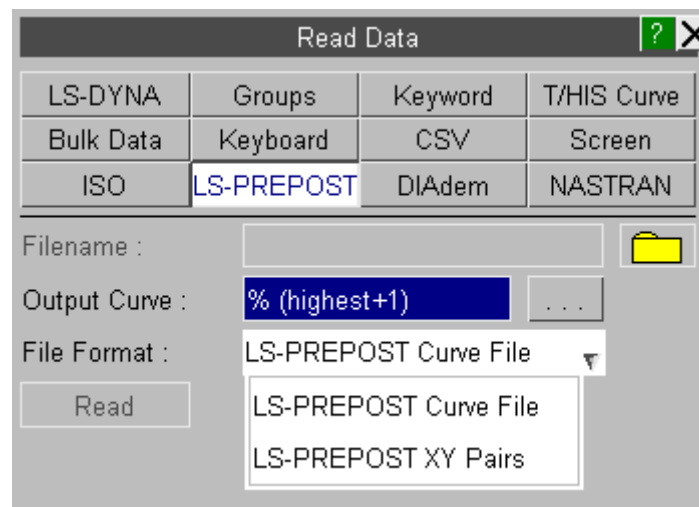 Read Data ? X
LS-DYNA Groups Keyword T/HIS Curve
Bulk Data Keyboard CSV Screen
ISO LS-PREPOST DIAdem NASTRAN
Filename :
Output Curve : % (highest+1) ...
File Format : LS-PREPOST Curve File
Read LS-PREPOST Curve File
LS-PREPOST XY Pairs